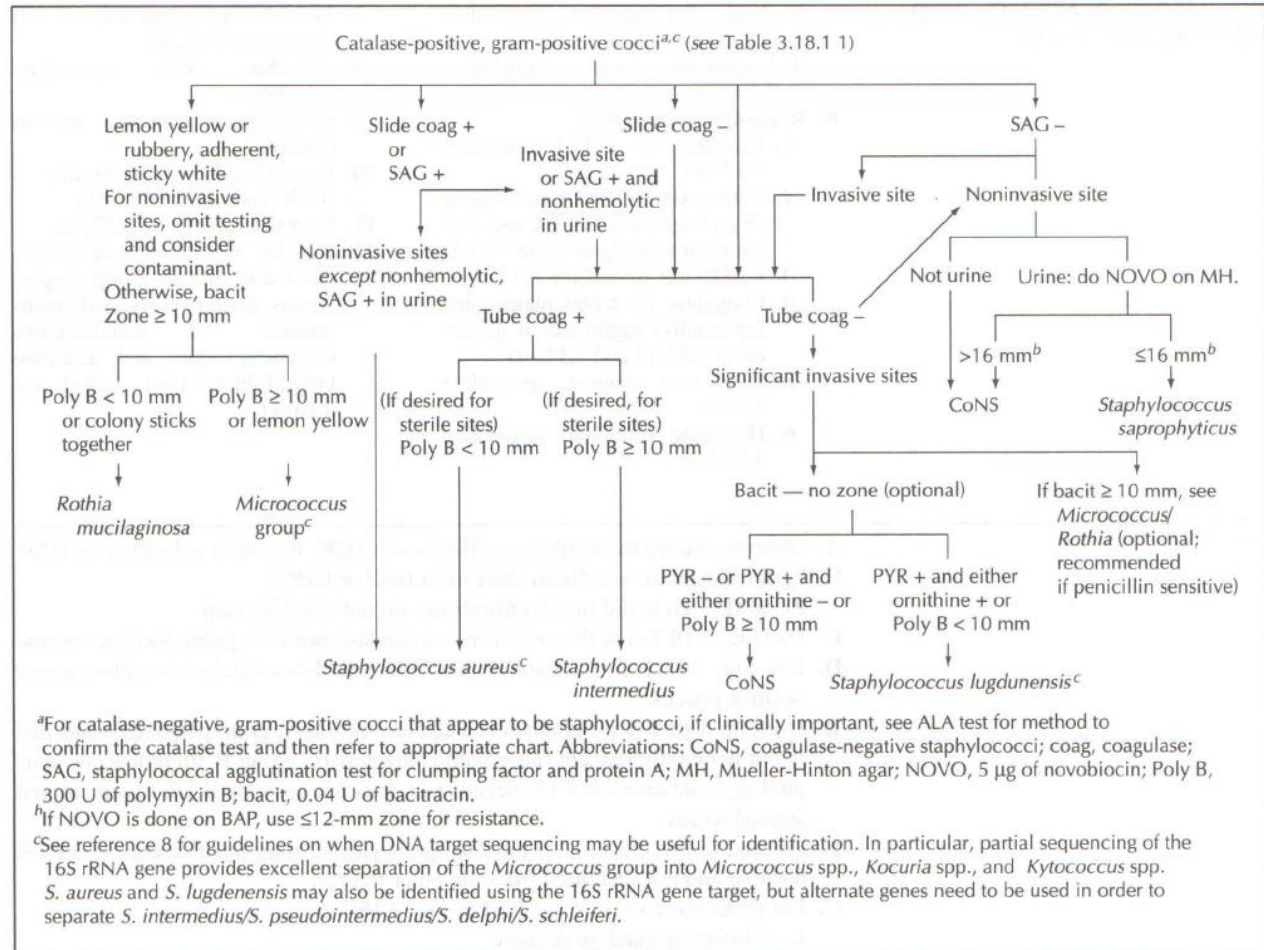 Catalase-positive, gram-positive cocciᵃ,ᶜ (see Table 3.18.1 1)
Lemon yellow or
rubbery, adherent,
sticky white
For noninvasive
sites, omit testing
and consider
contaminant.
Otherwise, bacit
Zone ≥ 10 mm
Slide coag +
or
SAG +
Slide coag –
SAG –
Invasive site
or SAG + and
nonhemolytic
in urine
Invasive site
Noninvasive site
Noninvasive sites
except nonhemolytic,
SAG + in urine
Not urine
Urine: do NOVO on MH.
Tube coag +
Tube coag –
>16 mmᵇ
≤16 mmᵇ
Significant invasive sites
CoNS
Staphylococcus
saprophyticus
Poly B < 10 mm
or colony sticks
together
Poly B ≥ 10 mm
or lemon yellow
(If desired for
sterile sites)
Poly B < 10 mm
(If desired, for
sterile sites)
Poly B ≥ 10 mm
Rothia
mucilaginosa
Micrococcus
groupᶜ
Bacit — no zone (optional)
If bacit ≥ 10 mm, see
Micrococcus/
Rothia (optional;
recommended
if penicillin sensitive)
PYR – or PYR + and
either ornithine – or
Poly B ≥ 10 mm
PYR + and either
ornithine + or
Poly B < 10 mm
Staphylococcus aureusᶜ
Staphylococcus
intermedius
CoNS
Staphylococcus lugdunensisᶜ
ᵃFor catalase-negative, gram-positive cocci that appear to be staphylococci, if clinically important, see ALA test for method to
confirm the catalase test and then refer to appropriate chart. Abbreviations: CoNS, coagulase-negative staphylococci; coag, coagulase;
SAG, staphylococcal agglutination test for clumping factor and protein A; MH, Mueller-Hinton agar; NOVO, 5 µg of novobiocin; Poly B,
300 U of polymyxin B; bacit, 0.04 U of bacitracin.
ᵇIf NOVO is done on BAP, use ≤12-mm zone for resistance.
ᶜSee reference 8 for guidelines on when DNA target sequencing may be useful for identification. In particular, partial sequencing of the
16S rRNA gene provides excellent separation of the Micrococcus group into Micrococcus spp., Kocuria spp., and Kytococcus spp.
S. aureus and S. lugdenensis may also be identified using the 16S rRNA gene target, but alternate genes need to be used in order to
separate S. intermedius/S. pseudointermedius/S. delphi/S. schleiferi.